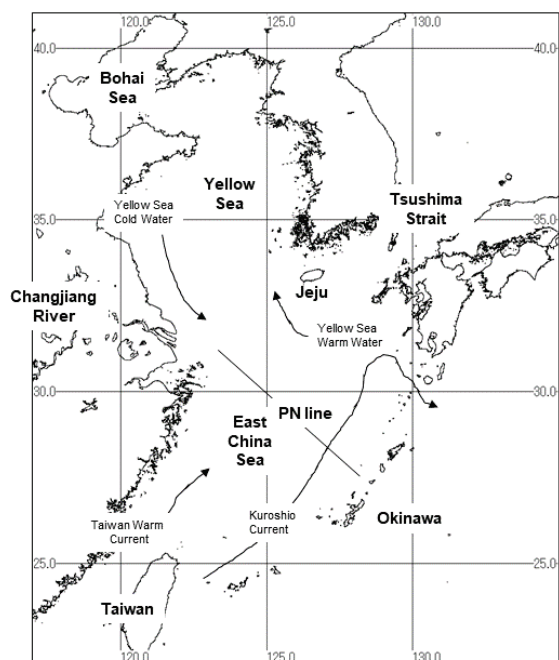 120.0 125.0 130.0
40.0 40.0
Bohai
Sea
Yellow
Sea
Yellow Sea
Cold Water
Tsushima
Strait
35.0 35.0
Jeju
Changjiang
River
Yellow Sea
Warm Water
30.0 30.0
PN line
East
China
Sea
Taiwan Warm
Current
Kuroshio
Current
Okinawa
25.0 25.0
Taiwan
120.0 125.0 130.0